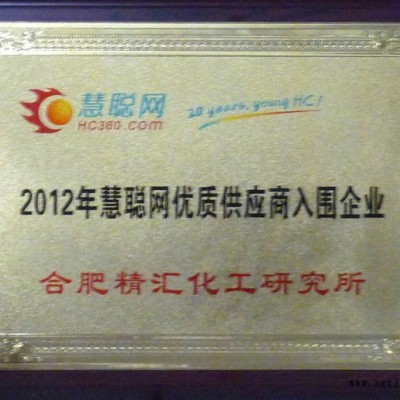 慧聪网
HC360.com
20 years, young HC!
2012年慧聪网优质供应商入围企业
合肥精汇化工研究所